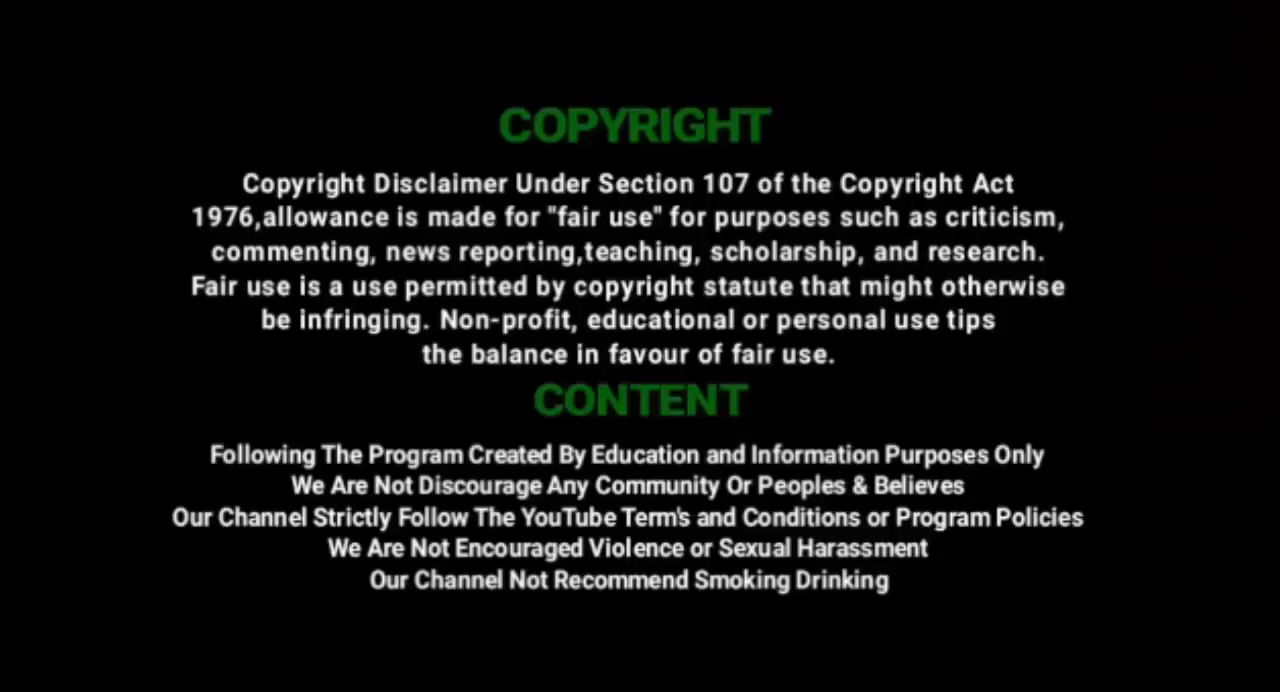 COPYRIGHT
Copyright Disclaimer Under Section 107 of the Copyright Act
1976,allowance is made for "fair use" for purposes such as criticism,
commenting, news reporting,teaching, scholarship, and research.
Fair use is a use permitted by copyright statute that might otherwise
be infringing. Non-profit, educational or personal use tips
the balance in favour of fair use.
CONTENT
Following The Program Created By Education and Information Purposes Only
We Are Not Discourage Any Community Or Peoples & Believes
Our Channel Strictly Follow The YouTube Term's and Conditions or Program Policies
We Are Not Encouraged Violence or Sexual Harassment
Our Channel Not Recommend Smoking Drinking